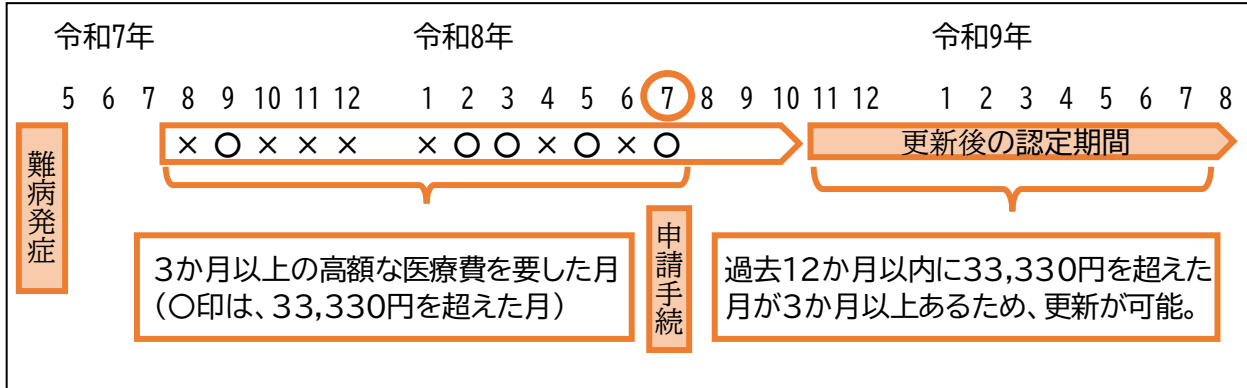 令和7年 令和8年 令和9年
5 6 7 8 9 10 11 12 1 2 3 4 5 6 7 8 9 10 11 12 1 2 3 4 5 6 7 8
× ○ × × × × ○ ○ × ○ × ○ 更新後の認定期間
難病発症
3か月以上の高額な医療費を要した月
(○印は、33,330円を超えた月)
申請手続
過去12か月以内に33,330円を超えた
月が3か月以上あるため、更新が可能。